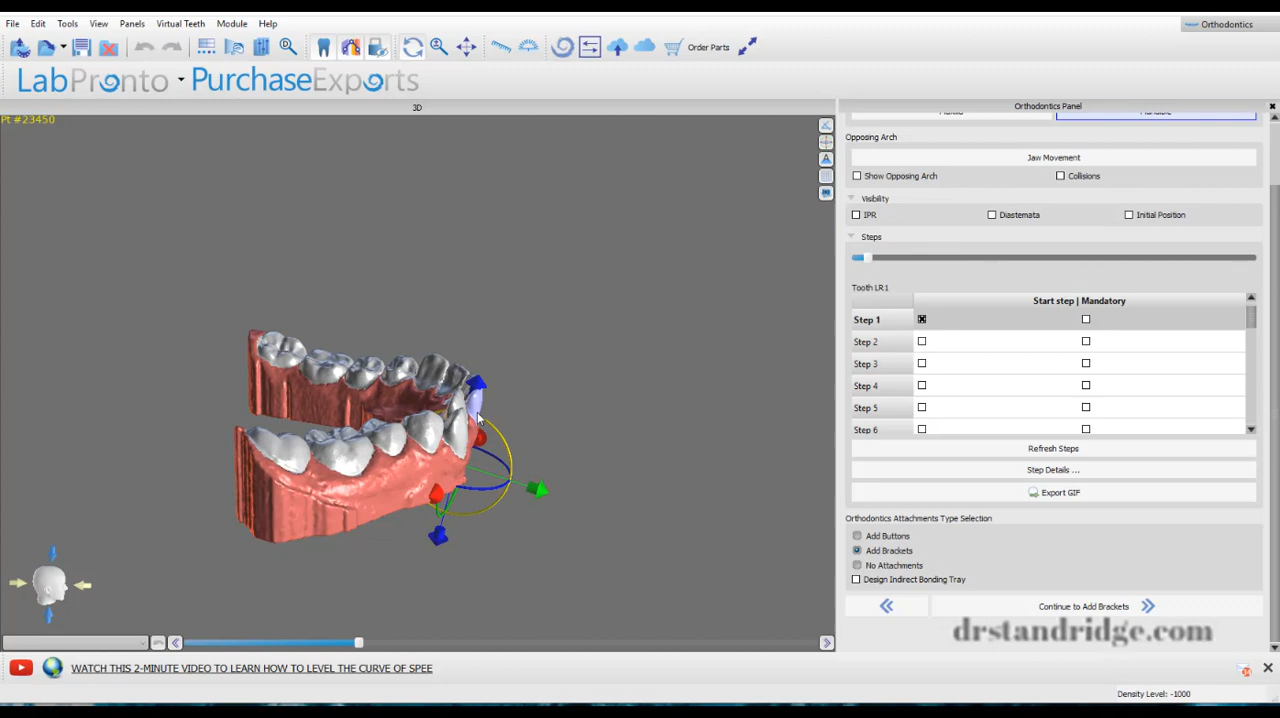 File Edit Tools View Panels Virtual Teeth Module Help
Orthodontics
Order Parts
LabPronto PurchaseExports
3D
Orthodontics Panel
Pt #23450
Mandible
Opposing Arch
Jaw Movement
Show Opposing Arch Collisions
Visibility
IPR Diastemata Initial Position
Steps
Tooth LR1
Start step | Mandatory
Step 1
Step 2
Step 3
Step 4
Step 5
Step 6
Refresh Steps
Step Details ...
Export GIF
Orthodontics Attachments Type Selection
Add Buttons
Add Brackets
No Attachments
Design Indirect Bonding Tray
Continue to Add Brackets
drstandridge.com
WATCH THIS 2-MINUTE VIDEO TO LEARN HOW TO LEVEL THE CURVE OF SPEE
Density Level: -1000